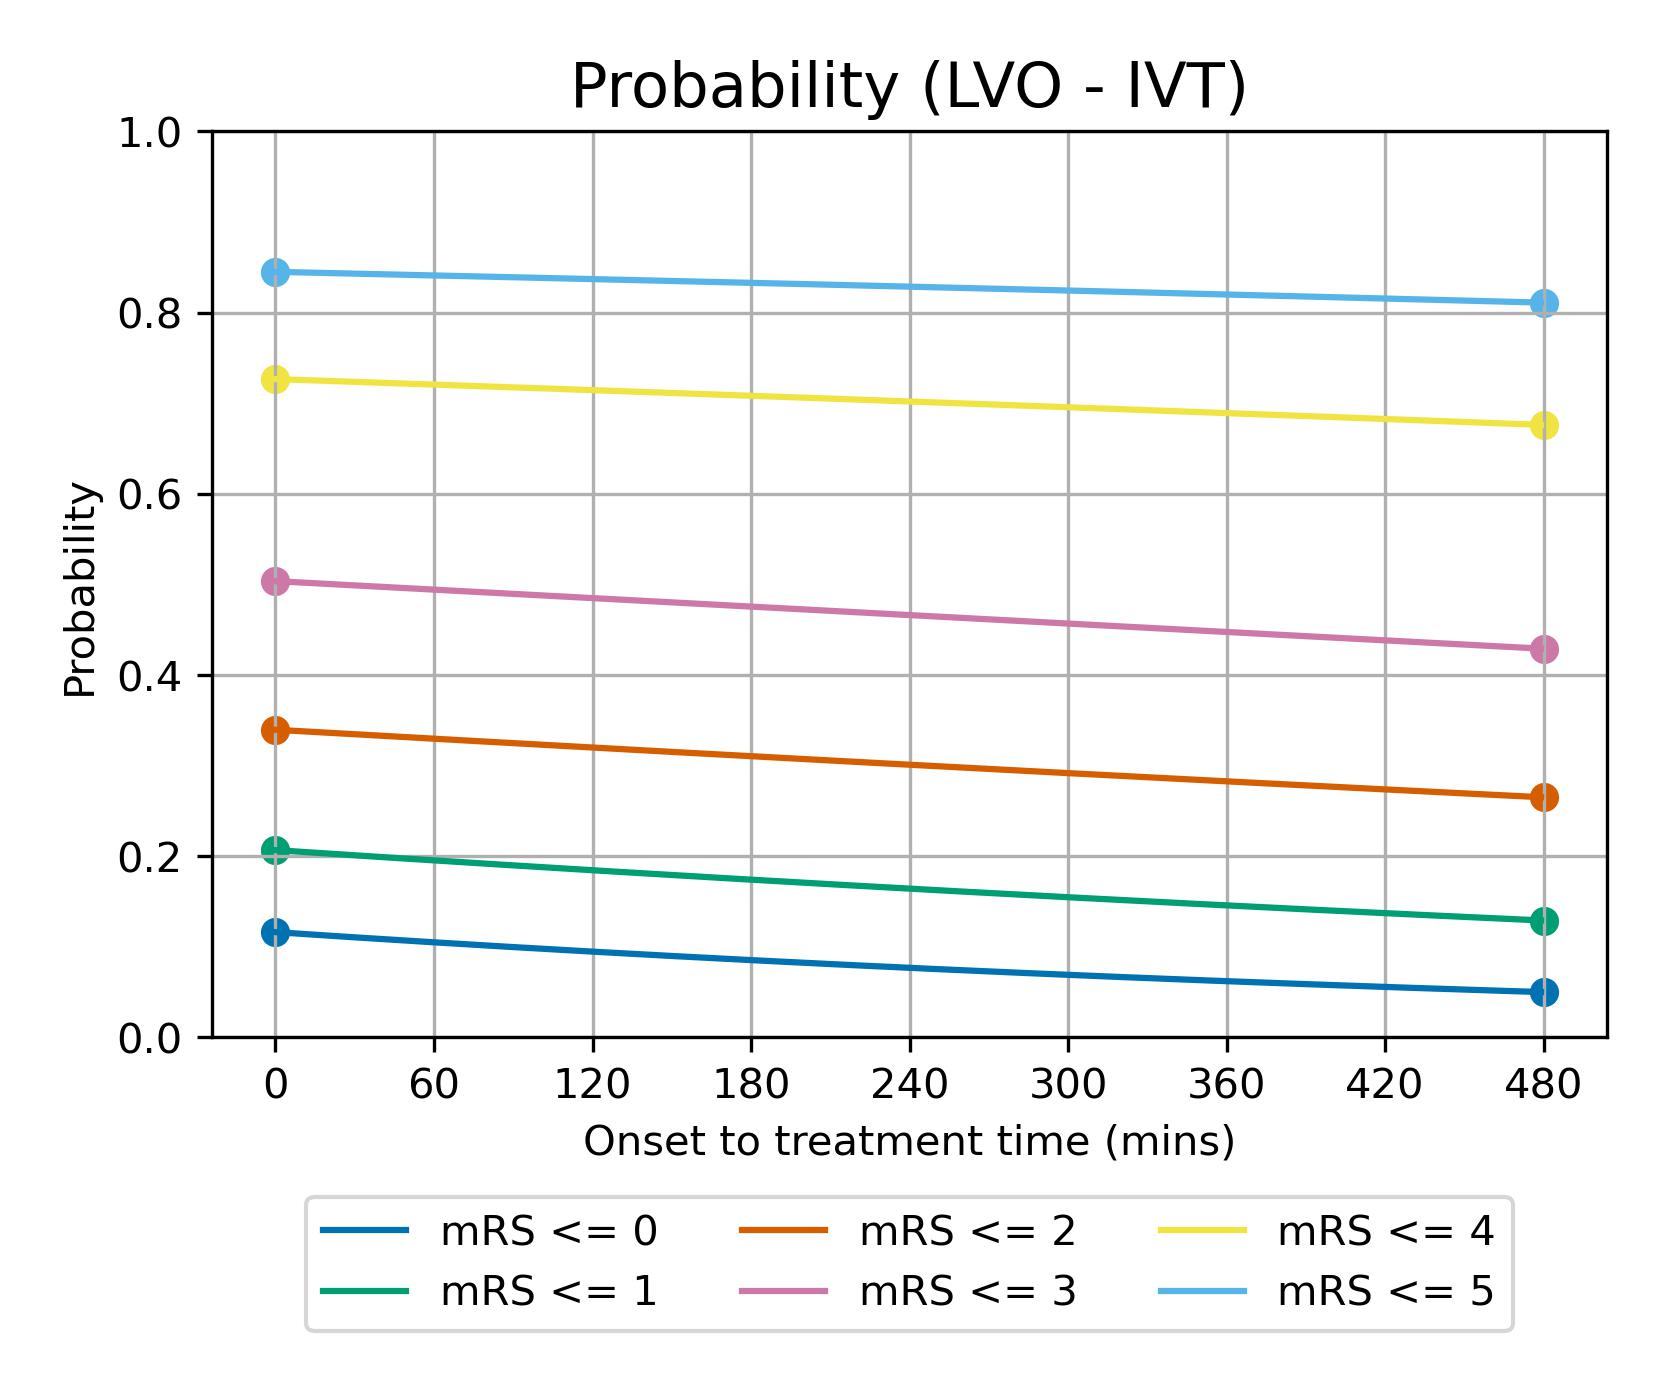 Probability (LVO - IVT)
1.0
0.8
0.6
0.4
0.2
0.0
Probability
0 60 120 180 240 300 360 420 480
Onset to treatment time (mins)
mRS <= 0 mRS <= 2 mRS <= 4
mRS <= 1 mRS <= 3 mRS <= 5